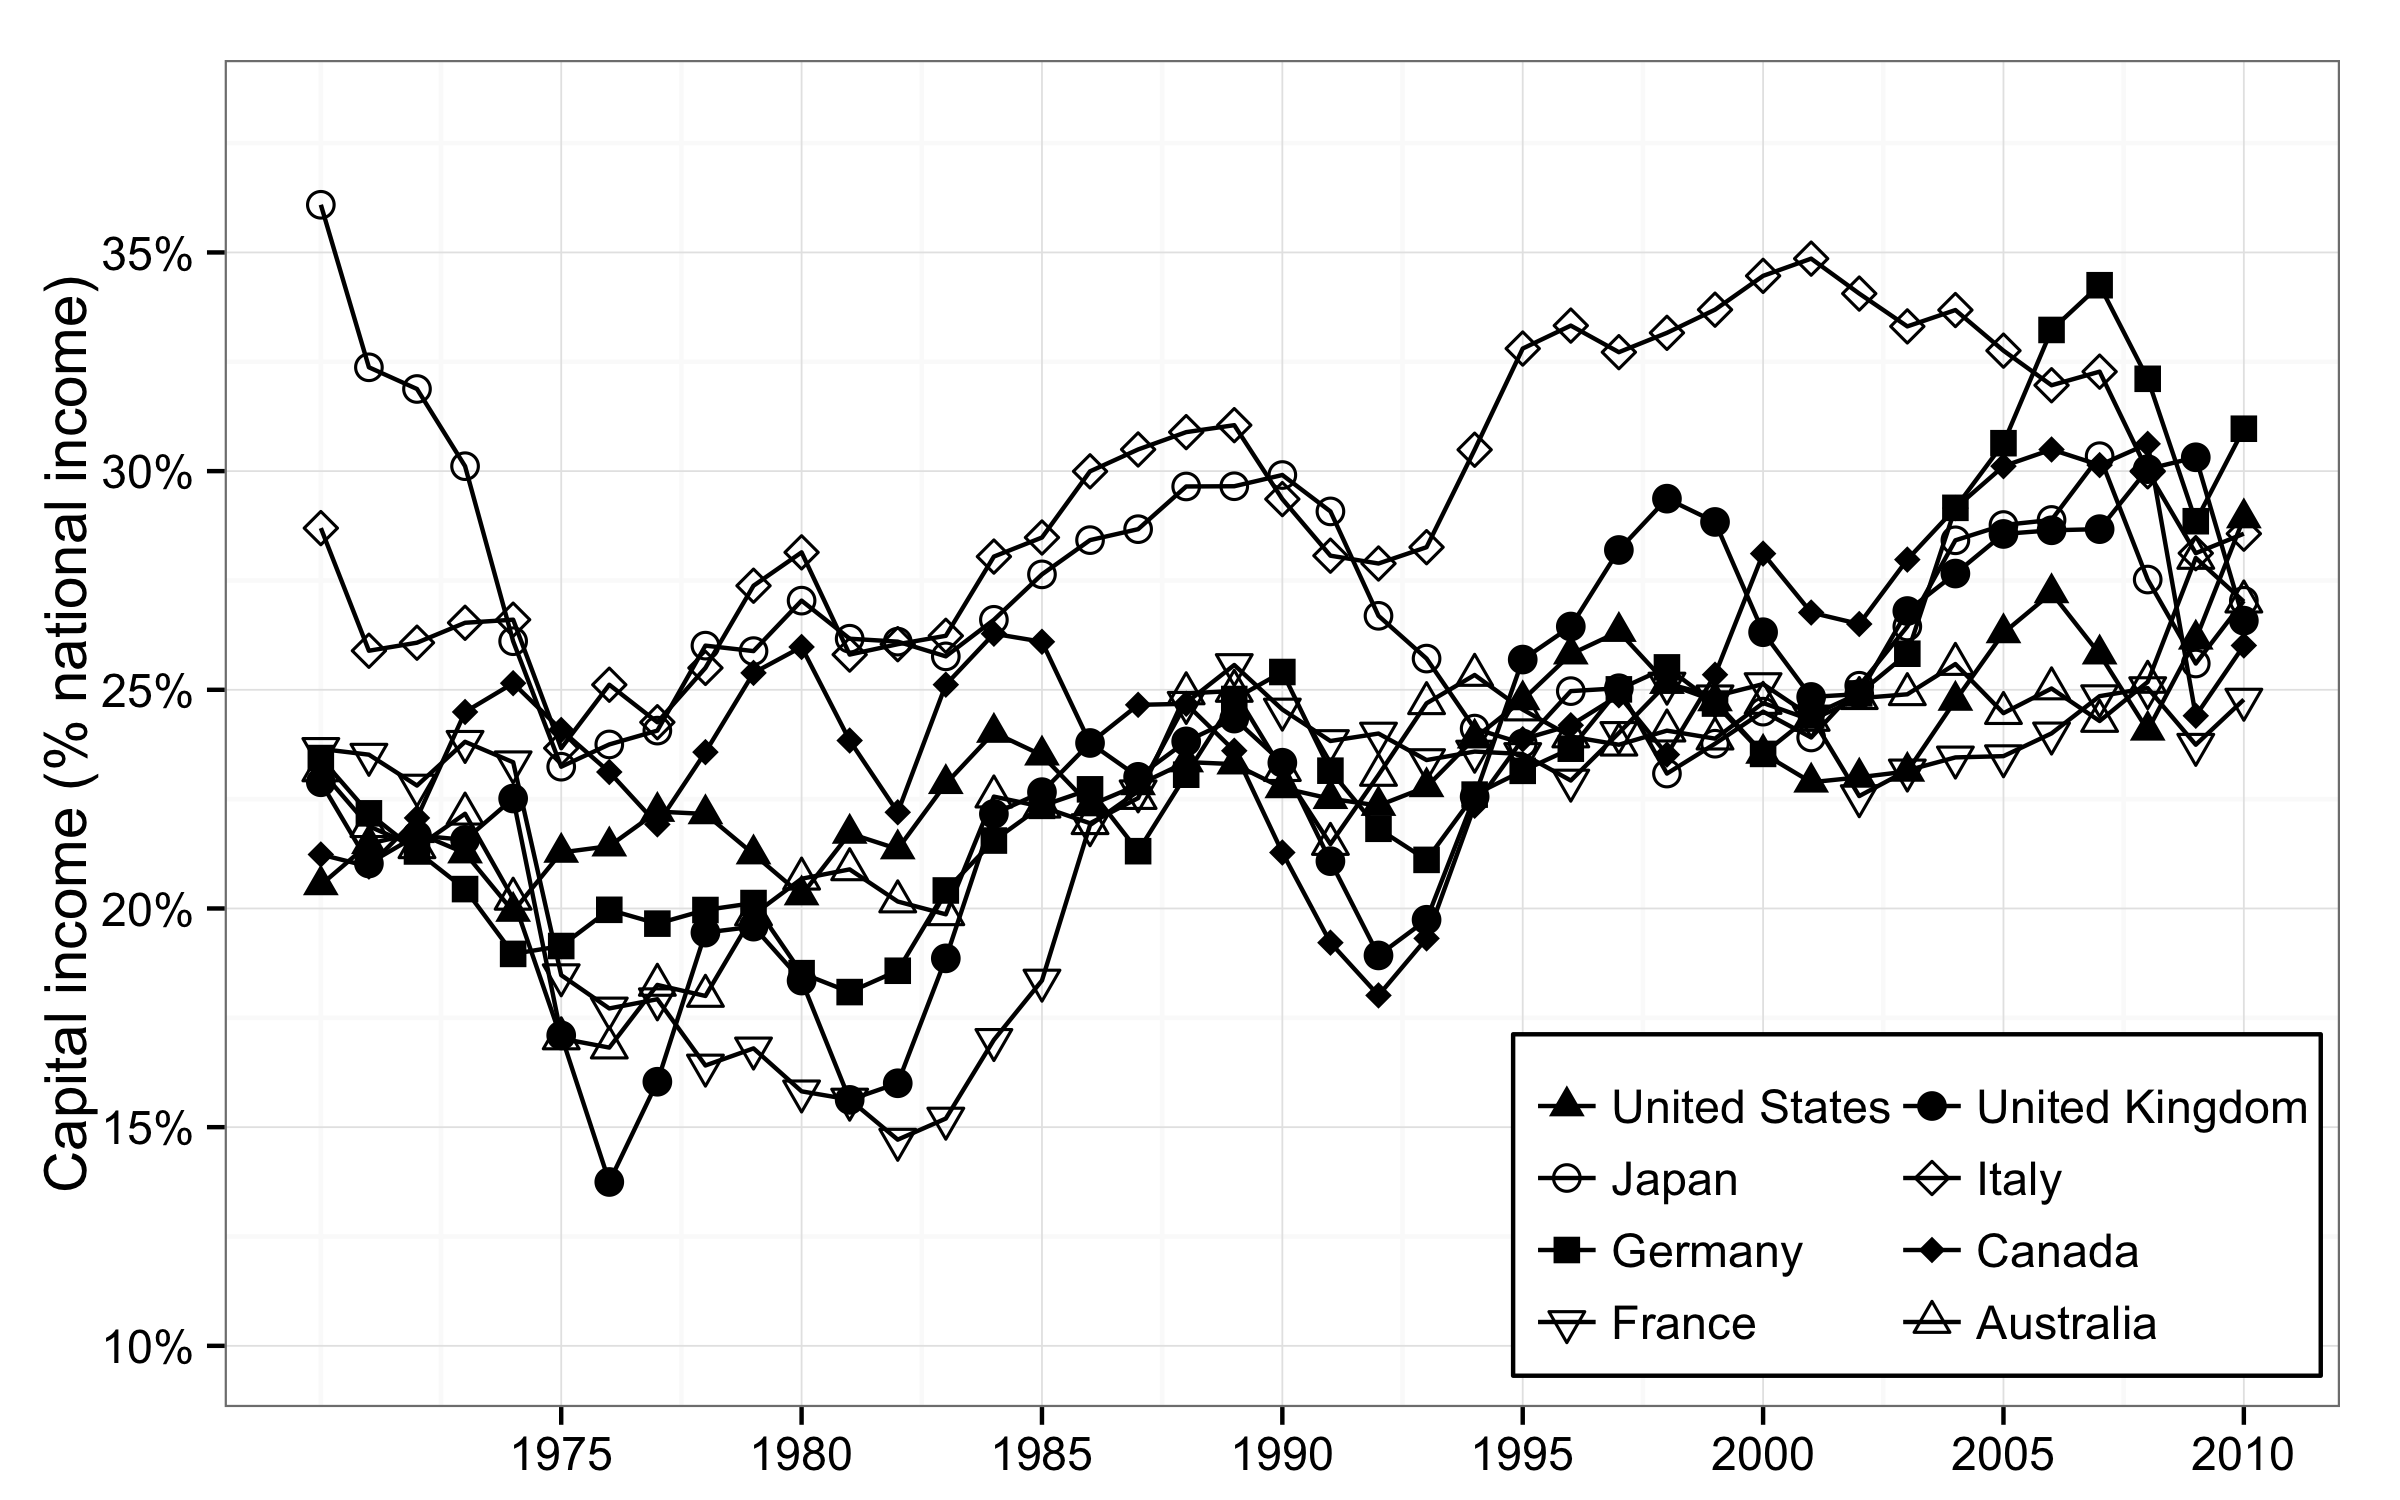 Capital income (% national income)
35%
30%
25%
20%
15%
10%
1975 1980 1985 1990 1995 2000 2005 2010
United States United Kingdom
Japan Italy
Germany Canada
France Australia